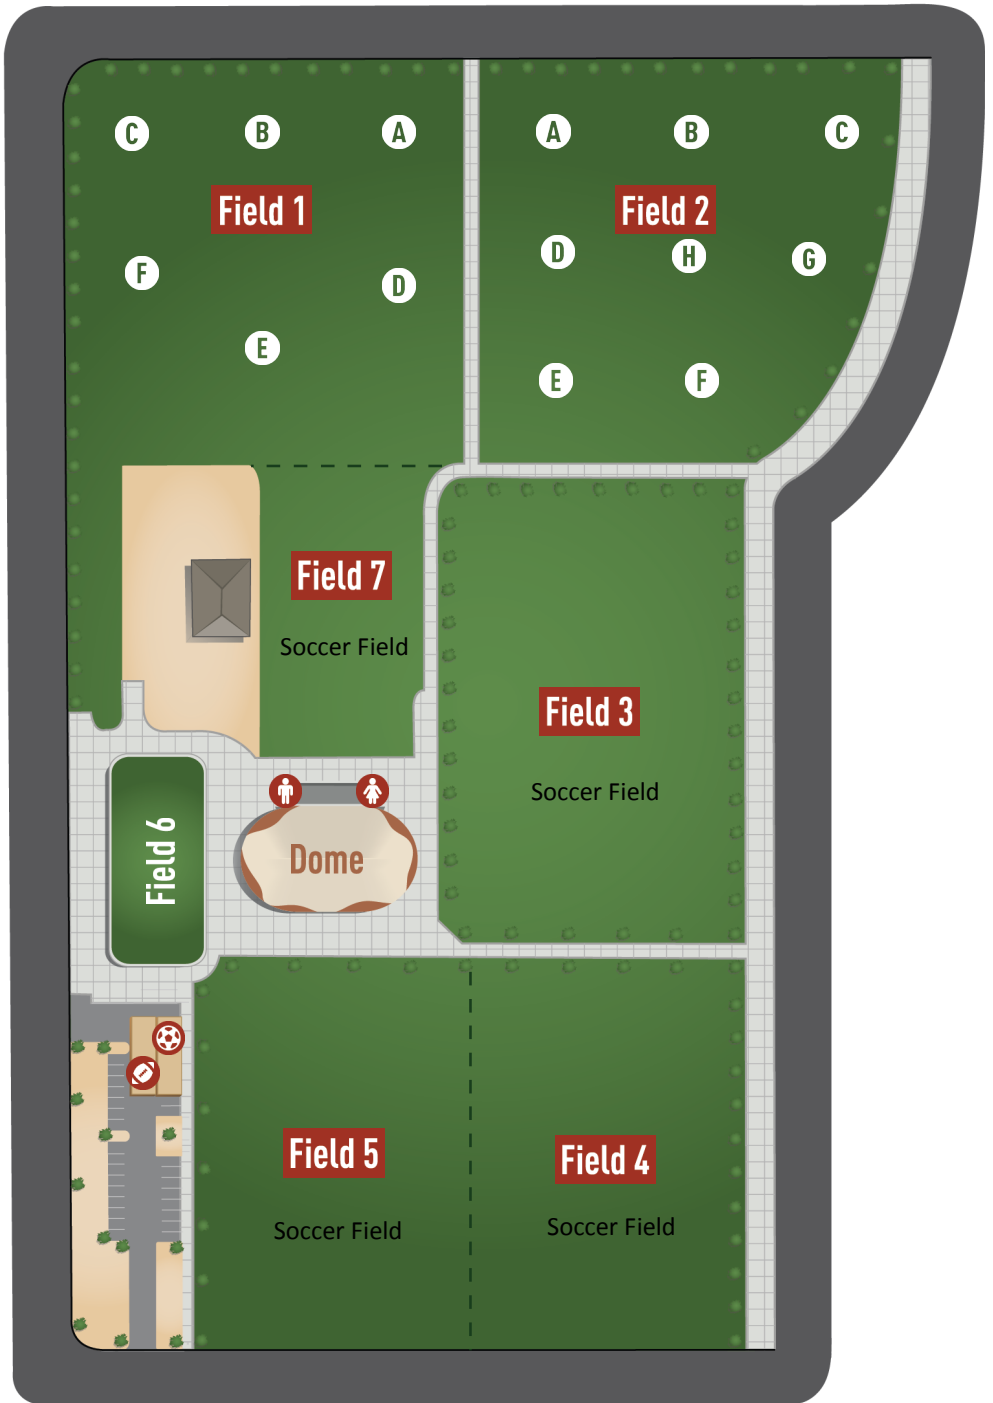 C B A
A B C
Field 1
Field 2
F D
D H G
E
E F
Field 7
Soccer Field
Field 3
Soccer Field
Field 6
Dome
Field 5
Soccer Field
Field 4
Soccer Field